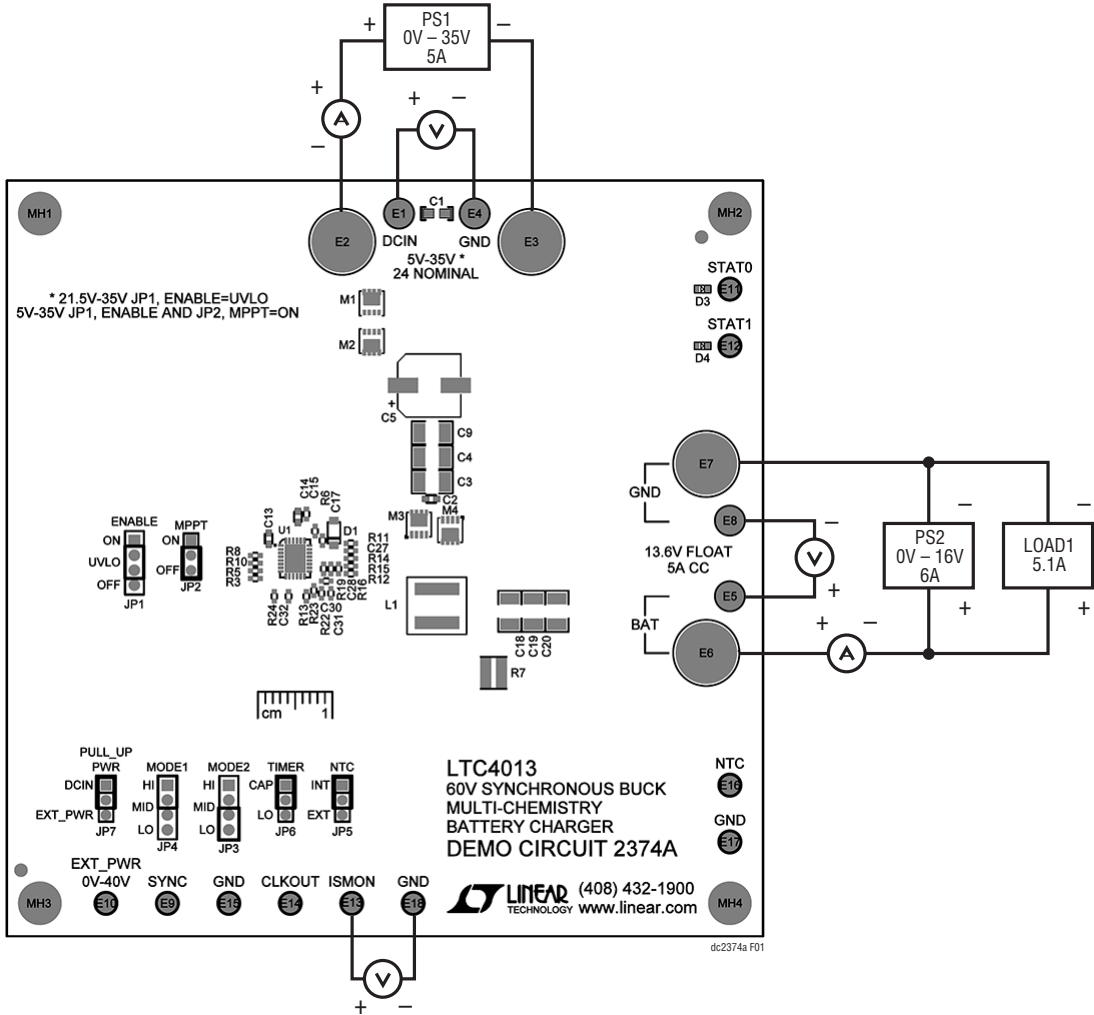 +
PS1
0V – 35V
5A
–
+
A
–
+
V
–
MH1
MH2
E2
E1
C1
E4
E3
DCIN
GND
5V-35V *
24 NOMINAL
* 21.5V-35V JP1, ENABLE=UVLO
5V-35V JP1, ENABLE AND JP2, MPPT=ON
STAT0
E11
D3
STAT1
E12
D4
M1
M2
+
C5
C9
C4
C3
C2
M3
M4
E7
GND
E8
13.6V FLOAT
5A CC
E5
BAT
E6
–
V
+
+
A
–
–
PS2
0V – 16V
6A
+
–
LOAD1
5.1A
+
ENABLE
ON
UVLO
OFF
JP1
MPPT
ON
OFF
JP2
C14
C15
R6
C17
C13
U1
D1
R8
R10
R5
R3
R11
C27
R14
R15
R12
R24
C32
R13
R23
R22
C30
C31
R19
C28
R16
L1
C18
C19
C20
R7
cm 1
PULL_UP
PWR
DCIN
EXT_PWR
JP7
MODE1
HI
MID
LO
JP4
MODE2
HI
MID
LO
JP3
TIMER
CAP
LO
JP6
NTC
INT
EXT
JP5
LTC4013
60V SYNCHRONOUS BUCK
MULTI-CHEMISTRY
BATTERY CHARGER
DEMO CIRCUIT 2374A
NTC
E16
GND
E17
MH3
EXT_PWR
0V-40V
E10
SYNC
E9
GND
E15
CLKOUT
E14
ISMON
E13
GND
E18
LINEAR
TECHNOLOGY
(408) 432-1900
www.linear.com
MH4
dc2374a F01
V
+
–